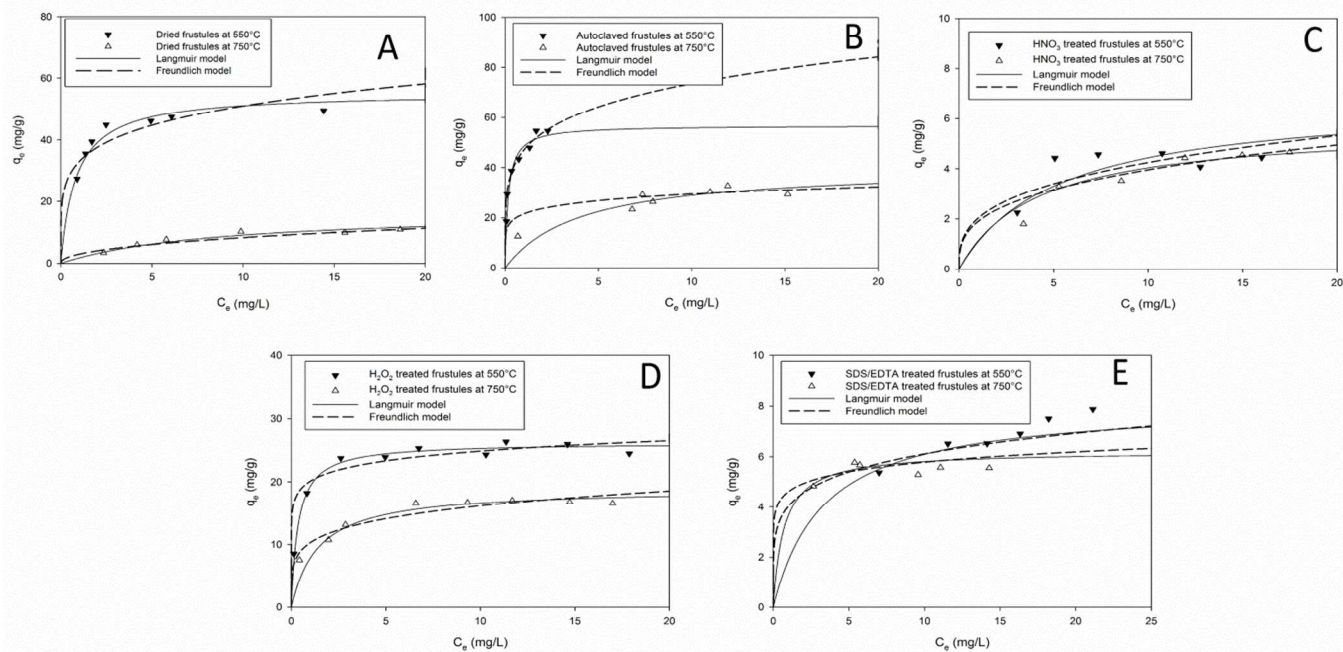 A
Dried frustules at 550°C
Dried frustules at 750°C
Langmuir model
Freundlich model
80
60
40
20
0
qe (mg/g)
0 5 10 15 20
Ce (mg/L)
B
Autoclaved frustules at 550°C
Autoclaved frustules at 750°C
Langmuir model
Freundlich model
100
80
60
40
20
0
qe (mg/g)
0 5 10 15 20
Ce (mg/L)
C
HNO3 treated frustules at 550°C
HNO3 treated frustules at 750°C
Langmuir model
Freundlich model
10
8
6
4
2
0
qe (mg/g)
0 5 10 15 20
Ce (mg/L)
D
H2O2 treated frustules at 550°C
H2O2 treated frustules at 750°C
Langmuir model
Freundlich model
40
30
20
10
0
qe (mg/g)
0 5 10 15 20
Ce (mg/L)
E
SDS/EDTA treated frustules at 550°C
SDS/EDTA treated frustules at 750°C
Langmuir model
Freundlich model
10
8
6
4
2
0
qe (mg/g)
0 5 10 15 20 25
Ce (mg/L)